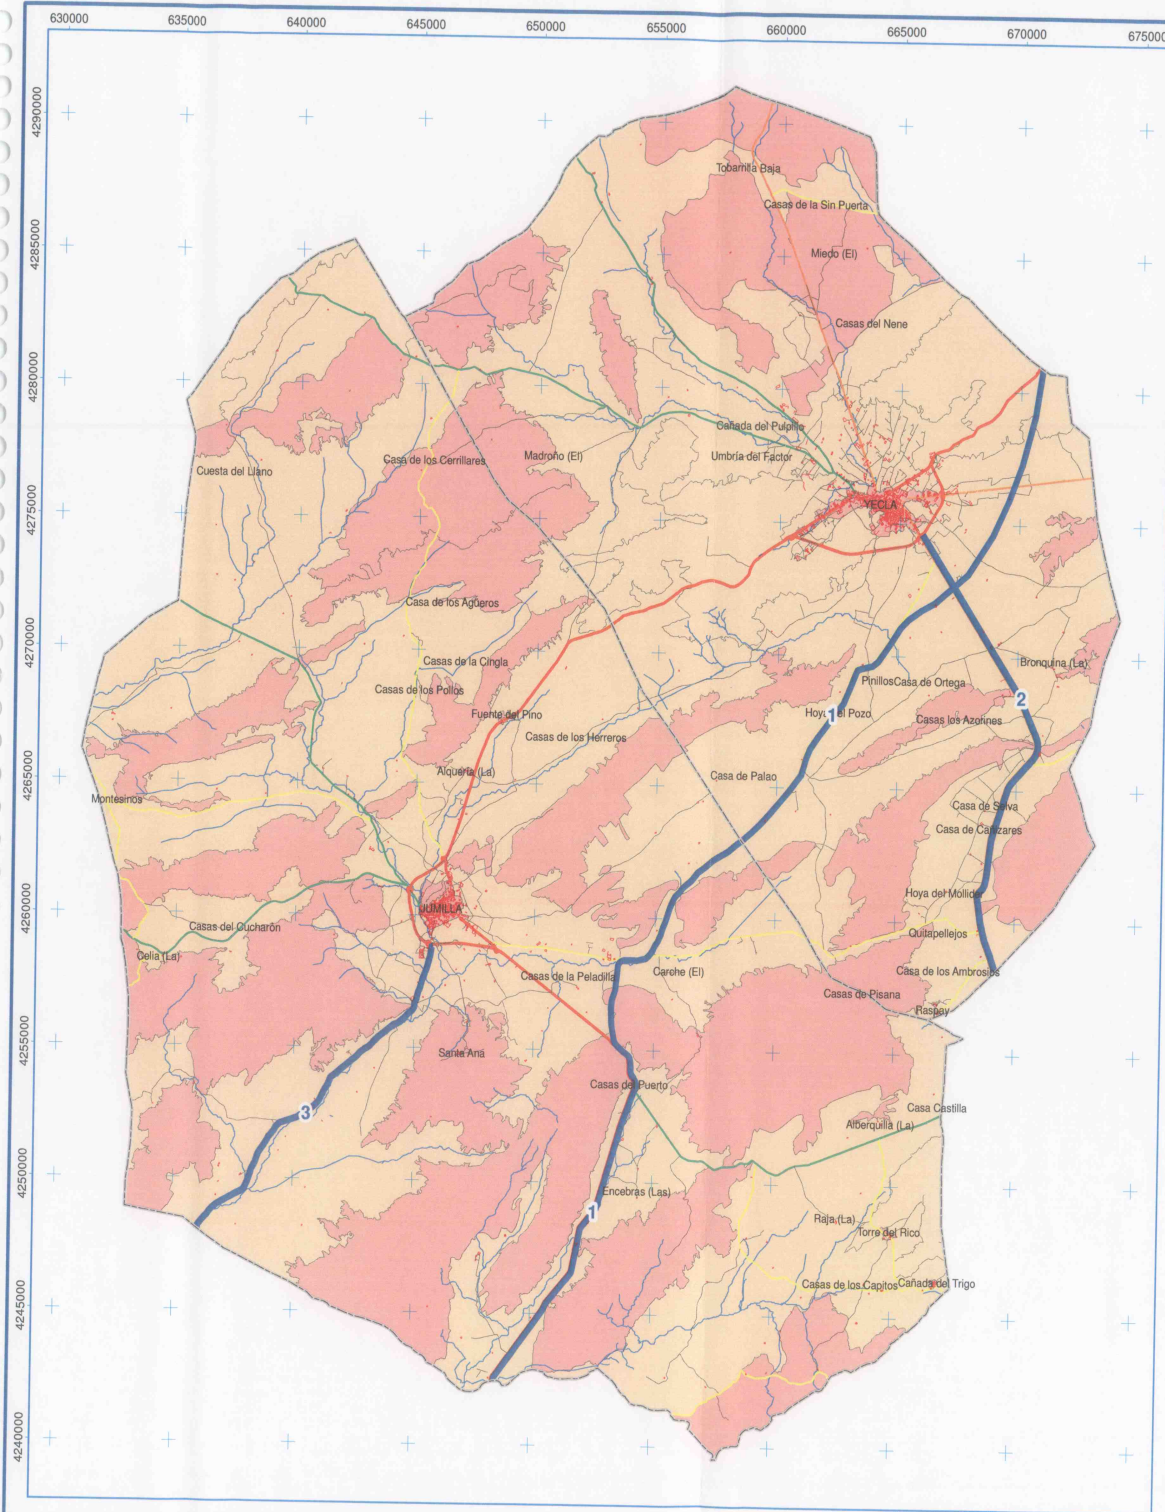 630000 635000 640000 645000 650000 655000 660000 665000 670000 675000
4290000
Tobarrilla Baja
Casas de la Sin Puerta
4285000
Miedo (El)
Casas del Nene
4280000
Cañada del Pulpillo
Umbría del Factor
Madroño (El)
Casa de los Cerrillares
Cuesta del Llano
4275000
YECLA
Casa de los Agüeros
4270000
Casas de la Cingla
Bronquina (La)
Casas de los Pollos
Pinillos Casa de Ortega
2
Fuente del Pino
Hoya del Pozo
1
Casas los Azorines
Casas de los Herreros
4265000
Alquería (La)
Casa de Palao
Montesinos
Casa de Selva
Casa de Cañizares
4260000
Hoya del Mollidar
JUMILLA
Casas del Cucharón
Quitapellejos
Celia (La)
Casas de la Peladilla
Carche (El)
Casa de los Ambrosios
Casas de Pisana
Raspay
4255000
Santa Ana
Casas del Puerto
3
Casa Castilla
Alberquilla (La)
4250000
Encebras (Las)
1
Raja (La)
Torre del Rico
4245000
Casas de los Capitos Cañada del Trigo
4240000